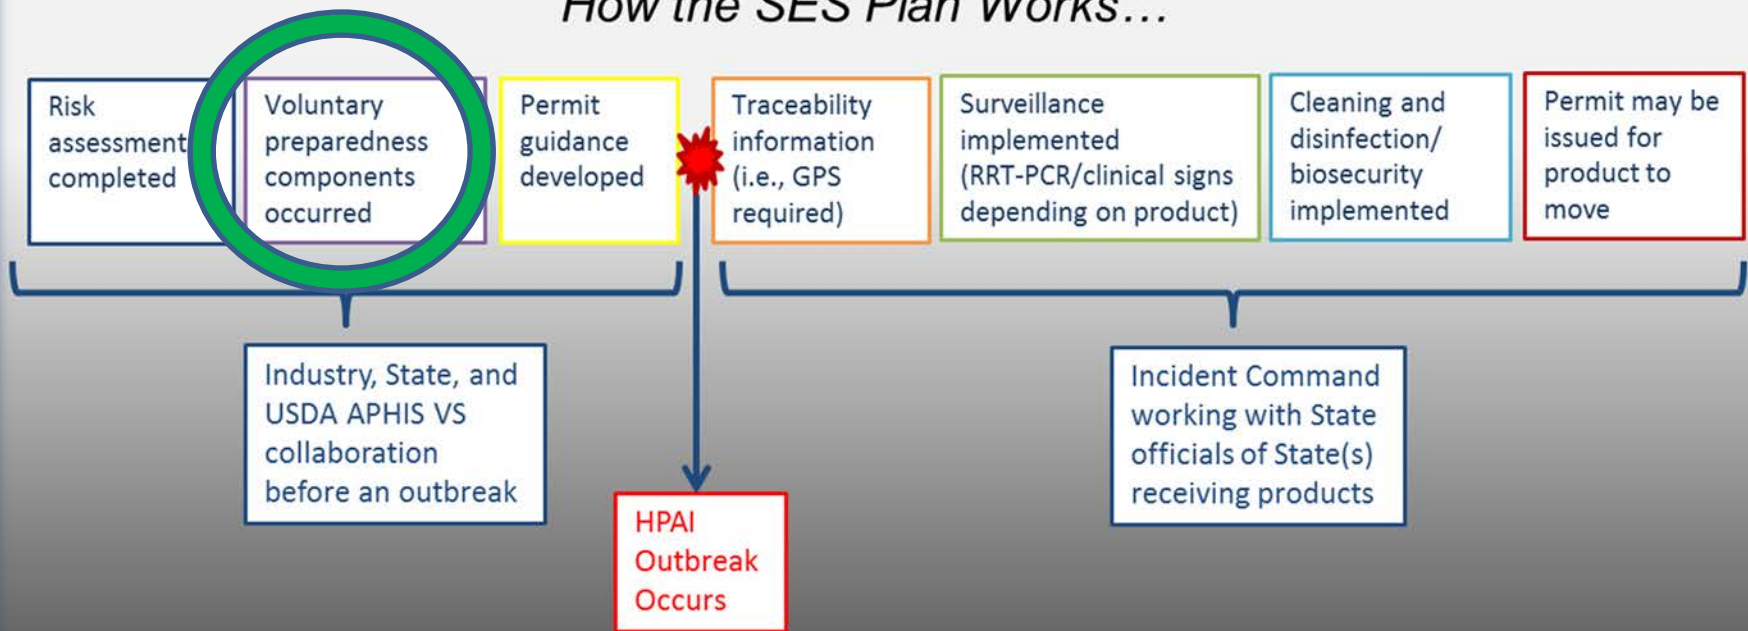 How the SES Plan Works…
Risk
assessment
completed
Voluntary
preparedness
components
occurred
Permit
guidance
developed
Traceability
information
(i.e., GPS
required)
Surveillance
implemented
(RRT-PCR/clinical signs
depending on product)
Cleaning and
disinfection/
biosecurity
implemented
Permit may be
issued for
product to
move
Industry, State, and
USDA APHIS VS
collaboration
before an outbreak
HPAI
Outbreak
Occurs
Incident Command
working with State
officials of State(s)
receiving products